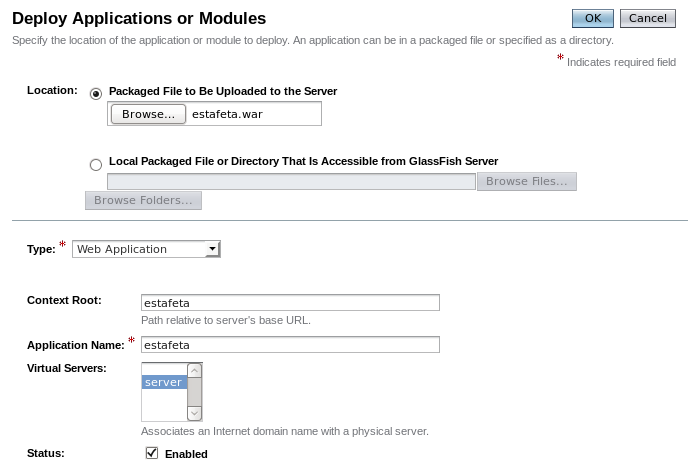 Deploy Applications or Modules
OK
Cancel
Specify the location of the application or module to deploy. An application can be in a packaged file or specified as a directory.
* Indicates required field
Location:
Packaged File to Be Uploaded to the Server
Browse... estafeta.war
Local Packaged File or Directory That Is Accessible from GlassFish Server
Browse Files...
Browse Folders...
Type: * Web Application
Context Root: estafeta
Path relative to server's base URL.
Application Name: * estafeta
Virtual Servers:
server
Associates an Internet domain name with a physical server.
Status: Enabled